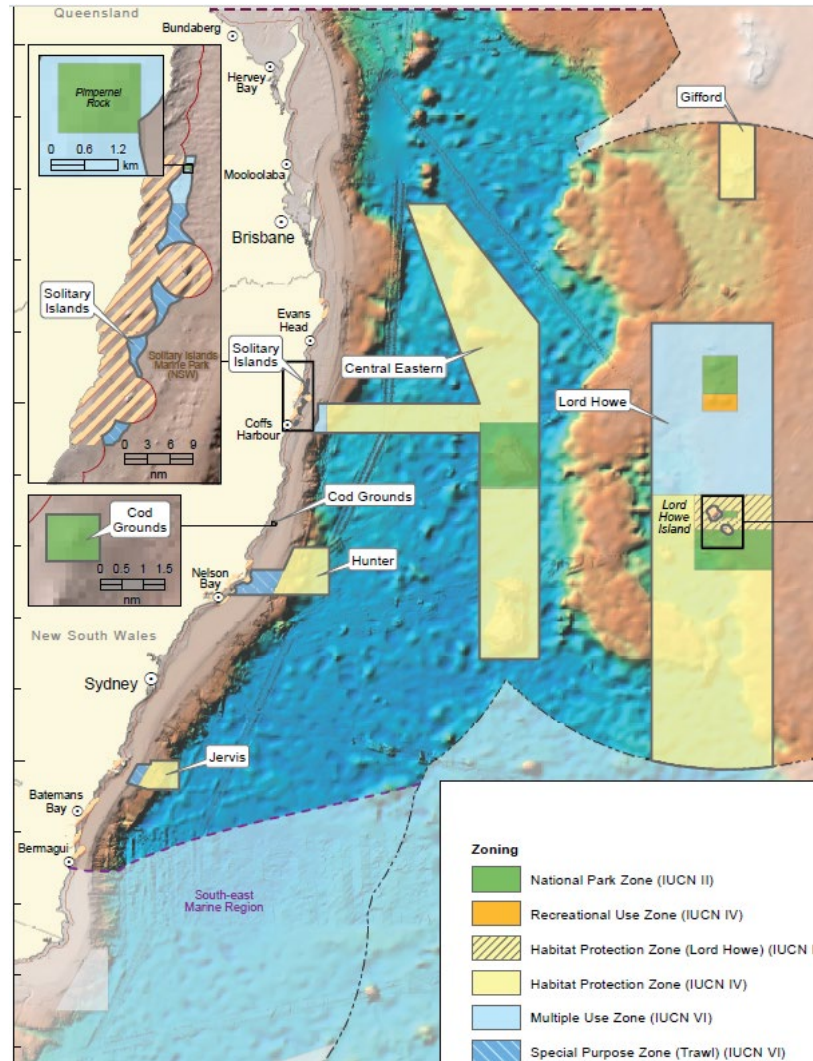 Queensland
Bundaberg
Hervey
Bay
Gifford
Pimpernel
Rock
0 0.6 1.2
km
Mooloolaba
Brisbane
Solitary
Islands
Evans
Head
Solitary
Islands
Central Eastern
Solitary Islands
Marine Park
(NSW)
Lord Howe
Coffs
Harbour
0 3 6 9
nm
Cod Grounds
Cod
Grounds
Lord
Howe
Island
Hunter
0 0.5 1 1.5
nm
Nelson
Bay
New South Wales
Sydney
Jervis
Batemans
Bay
Bermagui
South-east
Marine Region
Zoning
National Park Zone (IUCN II)
Recreational Use Zone (IUCN IV)
Habitat Protection Zone (Lord Howe) (IUCN I
Habitat Protection Zone (IUCN IV)
Multiple Use Zone (IUCN VI)
Special Purpose Zone (Trawl) (IUCN VI)